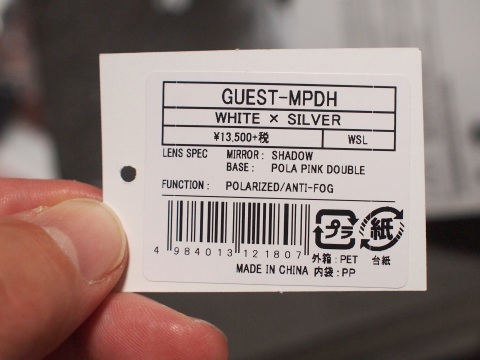 GUEST-MPDH
WHITE × SILVER
¥13,500+税 WSL
LENS SPEC MIRROR : SHADOW
BASE : POLA PINK DOUBLE
FUNCTION : POLARIZED/ANTI-FOG
プラ 紙
4 984013 121807
外箱 : PET 台紙
MADE IN CHINA 内袋 : PP